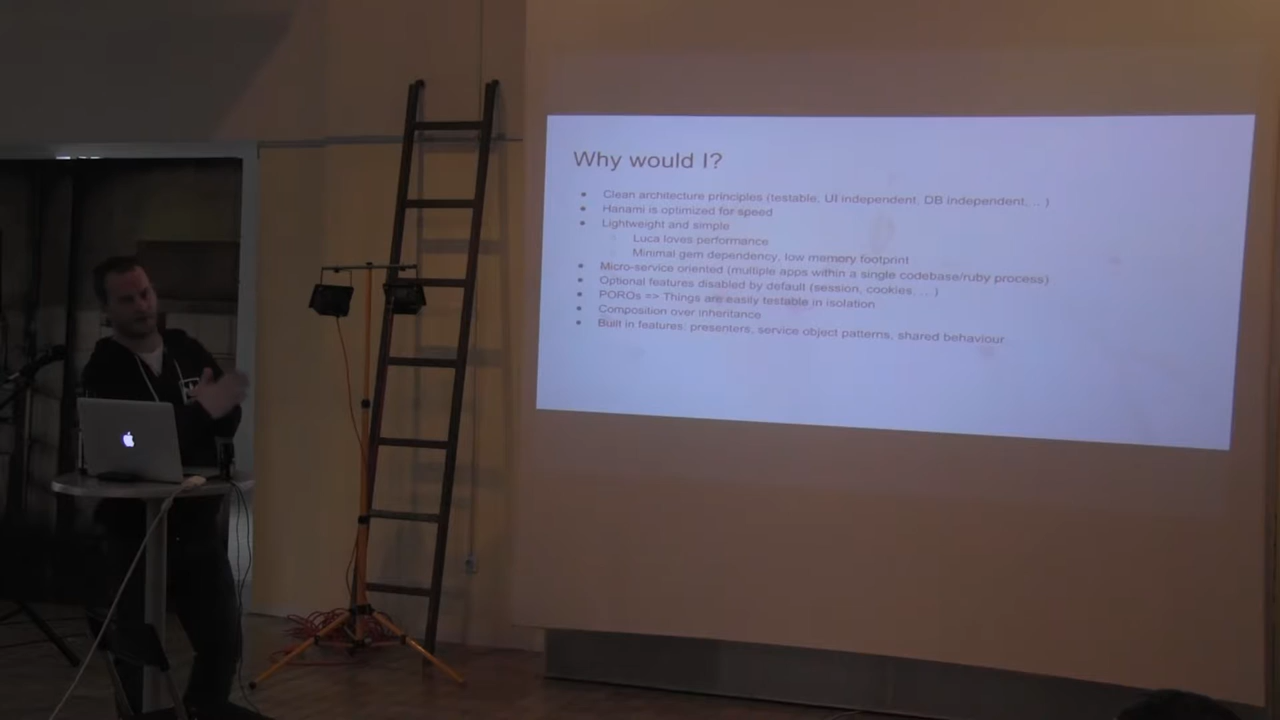 Why would I?
Clean architecture principles (testable, UI independent, DB independent, ... )
Hanami is optimized for speed
Lightweight and simple
Luca loves performance
Minimal gem dependency, low memory footprint
Micro-service oriented (multiple apps within a single codebase/ruby process)
Optional features disabled by default (session, cookies, ... )
POROs => Things are easily testable in isolation
Composition over inheritance
Built in features: presenters, service object patterns, shared behaviour